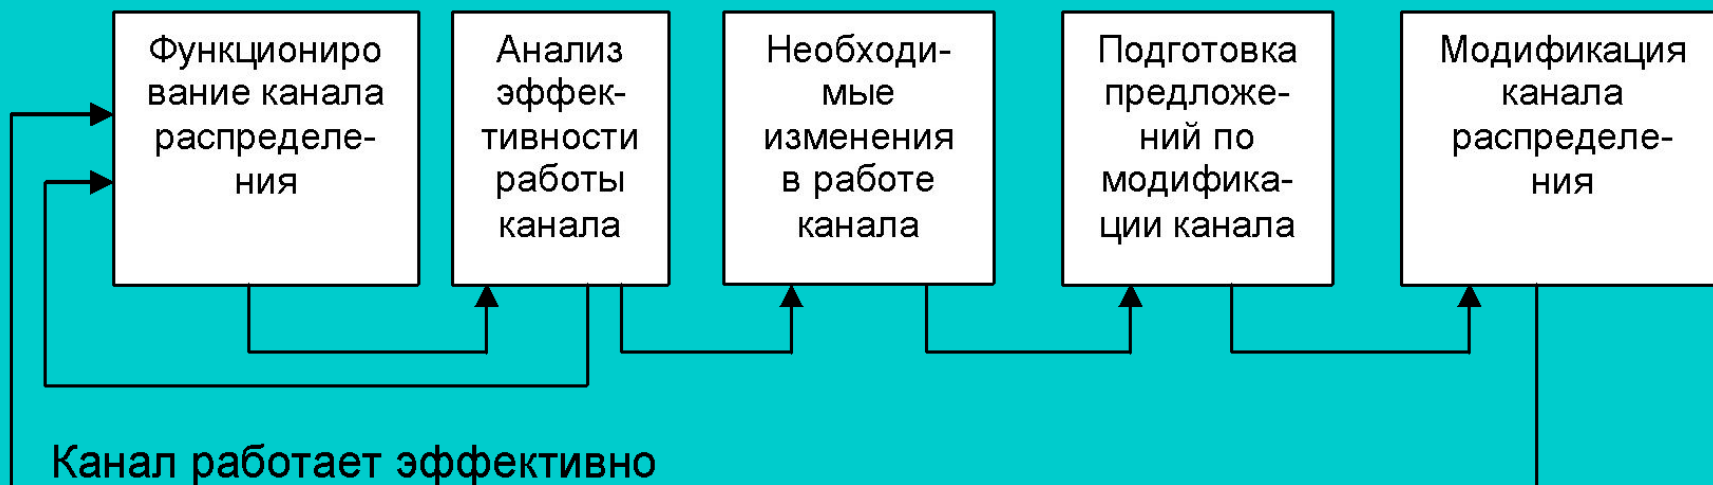 Функциониро
вание канала
распределе-
ния
Анализ
эффек-
тивности
работы
канала
Необходи-
мые
изменения
в работе
канала
Подготовка
предложе-
ний по
модифика-
ции канала
Модификация
канала
распределе-
ния
Канал работает эффективно